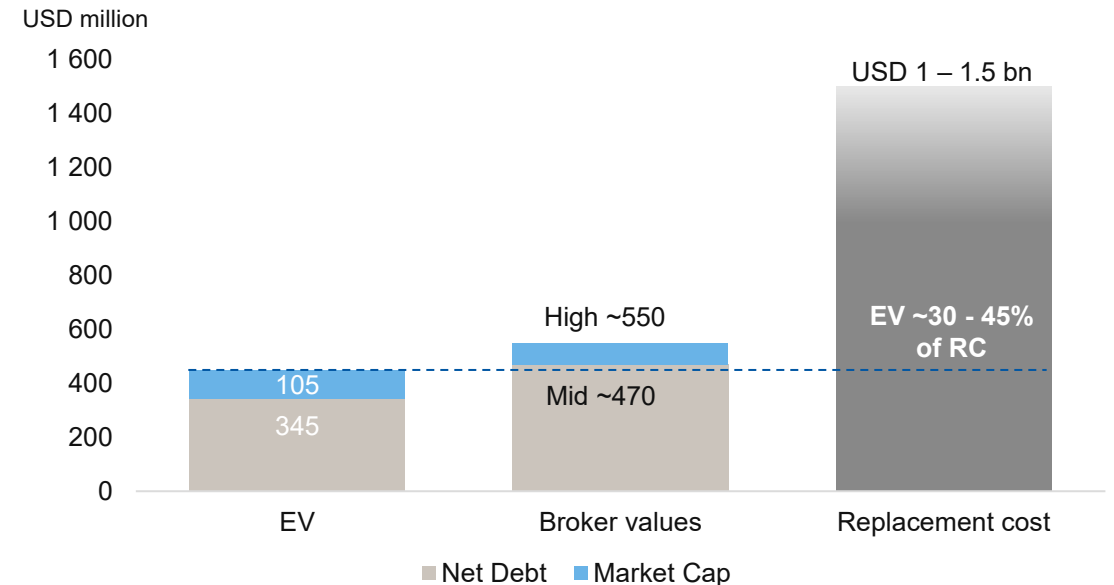 USD million
1 600
1 400
1 200
1 000
800
600
400
200
0
105
345
High ~550
Mid ~470
USD 1 – 1.5 bn
EV ~30 - 45%
of RC
EV
Broker values
Replacement cost
Net Debt
Market Cap